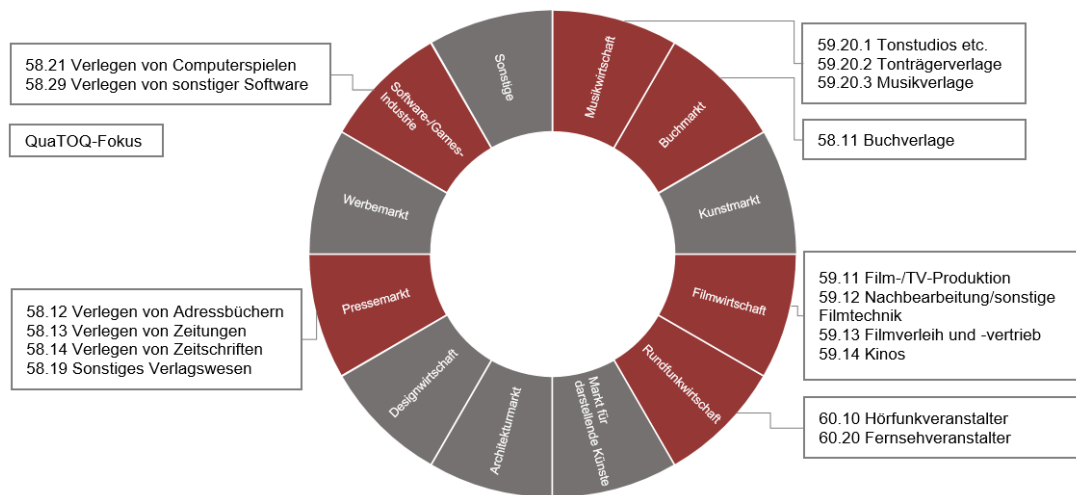 58.21 Verlegen von Computerspielen
58.29 Verlegen von sonstiger Software
QuaTOQ-Fokus
58.12 Verlegen von Adressbüchern
58.13 Verlegen von Zeitungen
58.14 Verlegen von Zeitschriften
58.19 Sonstiges Verlagswesen
Musikwirtschaft
Buchmarkt
Kunstmarkt
Filmwirtschaft
Rundfunkwirtschaft
Markt für
darstellende Künste
Architekturmarkt
Designwirtschaft
Pressemarkt
Werbemarkt
Software-/Games-
Industrie
Sonstige
59.20.1 Tonstudios etc.
59.20.2 Tonträgerverlage
59.20.3 Musikverlage
58.11 Buchverlage
59.11 Film-/TV-Produktion
59.12 Nachbearbeitung/sonstige
Filmtechnik
59.13 Filmverleih und -vertrieb
59.14 Kinos
60.10 Hörfunkveranstalter
60.20 Fernsehveranstalter